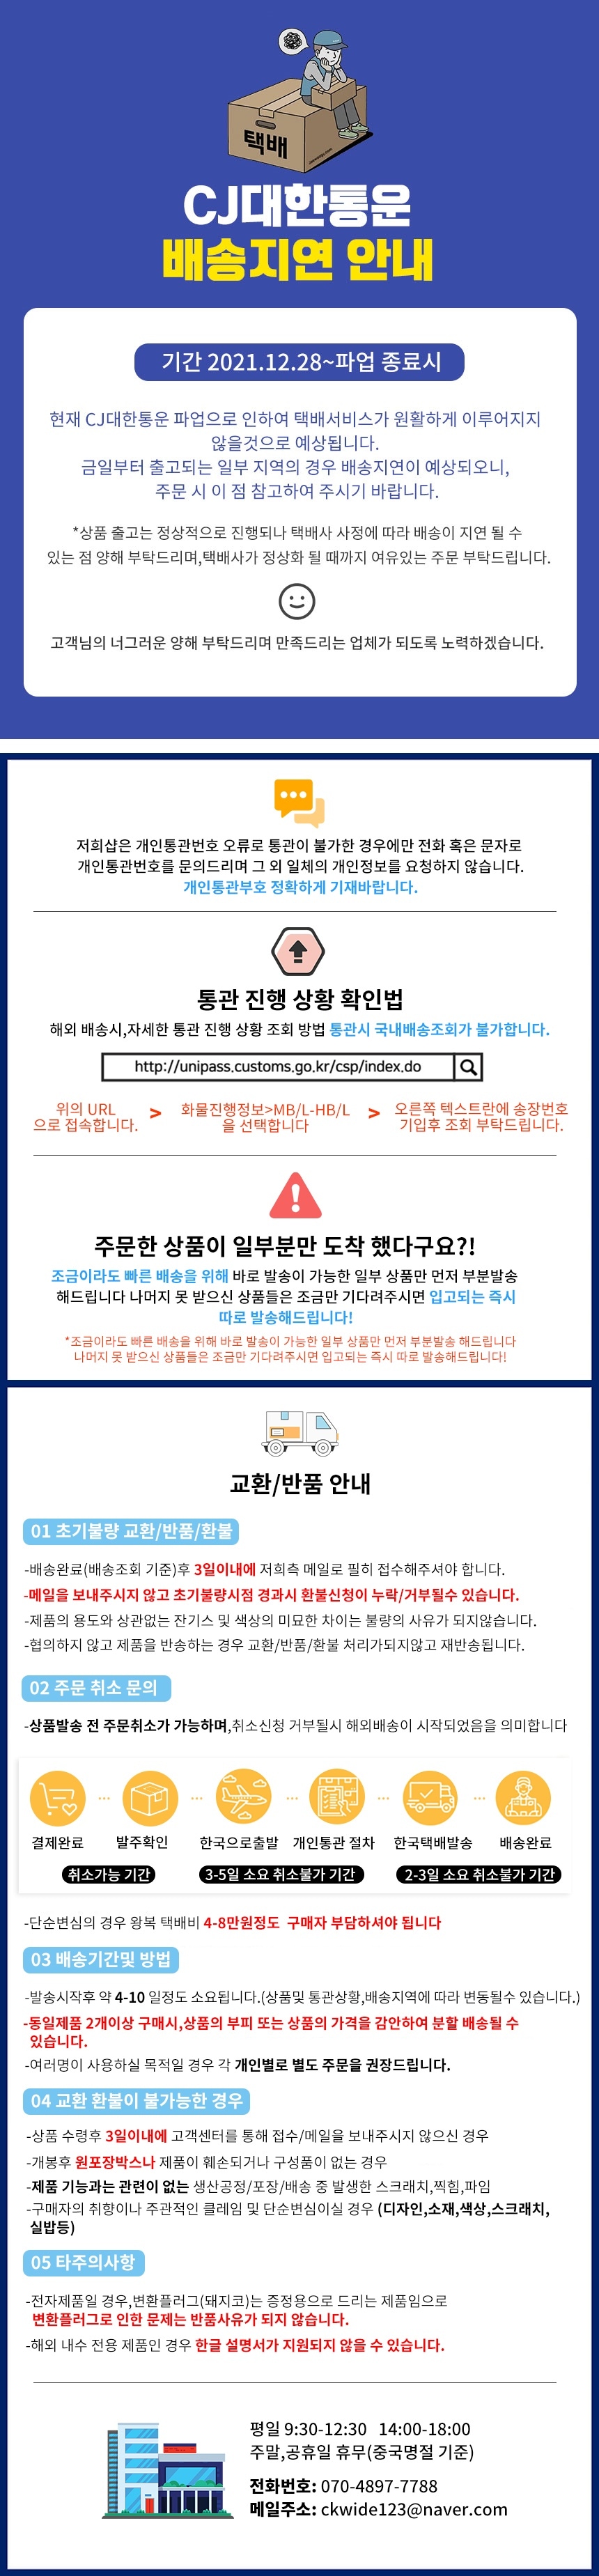 택배
CJ대한통운
배송지연 안내
기간 2021.12.28~파업 종료시
현재 CJ대한통운 파업으로 인하여 택배서비스가 원활하게 이루어지지
않을것으로 예상됩니다.
금일부터 출고되는 일부 지역의 경우 배송지연이 예상되오니,
주문 시 이 점 참고하여 주시기 바랍니다.
*상품 출고는 정상적으로 진행되나 택배사 사정에 따라 배송이 지연 될 수
있는 점 양해 부탁드리며,택배사가 정상화 될 때까지 여유있는 주문 부탁드립니다.
고객님의 너그러운 양해 부탁드리며 만족드리는 업체가 되도록 노력하겠습니다.
저희샵은 개인통관번호 오류로 통관이 불가한 경우에만 전화 혹은 문자로
개인통관번호를 문의드리며 그 외 일체의 개인정보를 요청하지 않습니다.
개인통관부호 정확하게 기재바랍니다.
통관 진행 상황 확인법
해외 배송시,자세한 통관 진행 상황 조회 방법 통관시 국내배송조회가 불가합니다.
http://unipass.customs.go.kr/csp/index.do
위의 URL
으로 접속합니다.
>
화물진행정보>MB/L-HB/L
을 선택합니다
>
오른쪽 텍스트란에 송장번호
기입후 조회 부탁드립니다.
주문한 상품이 일부분만 도착 했다구요?!
조금이라도 빠른 배송을 위해 바로 발송이 가능한 일부 상품만 먼저 부분발송
해드립니다 나머지 못 받으신 상품들은 조금만 기다려주시면 입고되는 즉시
따로 발송해드립니다!
*조금이라도 빠른 배송을 위해 바로 발송이 가능한 일부 상품만 먼저 부분발송 해드립니다
나머지 못 받으신 상품들은 조금만 기다려주시면 입고되는 즉시 따로 발송해드립니다!
교환/반품 안내
01 초기불량 교환/반품/환불
-배송완료(배송조회 기준)후 3일이내에 저희측 메일로 필히 접수해주셔야 합니다.
-메일을 보내주시지 않고 초기불량시점 경과시 환불신청이 누락/거부될수 있습니다.
-제품의 용도와 상관없는 잔기스 및 색상의 미묘한 차이는 불량의 사유가 되지않습니다.
-협의하지 않고 제품을 반송하는 경우 교환/반품/환불 처리가되지않고 재반송됩니다.
02 주문 취소 문의
-상품발송 전 주문취소가 가능하며,취소신청 거부될시 해외배송이 시작되었음을 의미합니다
결제완료
발주확인
한국으로출발
개인통관 절차
한국택배발송
배송완료
취소가능 기간
3-5일 소요 취소불가 기간
2-3일 소요 취소불가 기간
-단순변심의 경우 왕복 택배비 4-8만원정도 구매자 부담하셔야 됩니다
03 배송기간및 방법
-발송시작후 약 4-10 일정도 소요됩니다.(상품및 통관상황,배송지역에 따라 변동될수 있습니다.)
-동일제품 2개이상 구매시,상품의 부피 또는 상품의 가격을 감안하여 분할 배송될 수
있습니다.
-여러명이 사용하실 목적일 경우 각 개인별로 별도 주문을 권장드립니다.
04 교환 환불이 불가능한 경우
-상품 수령후 3일이내에 고객센터를 통해 접수/메일을 보내주시지 않으신 경우
-개봉후 원포장박스나 제품이 훼손되거나 구성품이 없는 경우
-제품 기능과는 관련이 없는 생산공정/포장/배송 중 발생한 스크래치,찍힘,파임
-구매자의 취향이나 주관적인 클레임 및 단순변심이실 경우 (디자인,소재,색상,스크래치,
실밥등)
05 타주의사항
-전자제품일 경우,변환플러그(돼지코)는 증정용으로 드리는 제품임으로
변환플러그로 인한 문제는 반품사유가 되지 않습니다.
-해외 내수 전용 제품인 경우 한글 설명서가 지원되지 않을 수 있습니다.
평일 9:30-12:30 14:00-18:00
주말,공휴일 휴무(중국명절 기준)
전화번호: 070-4897-7788
메일주소: ckwide123@naver.com